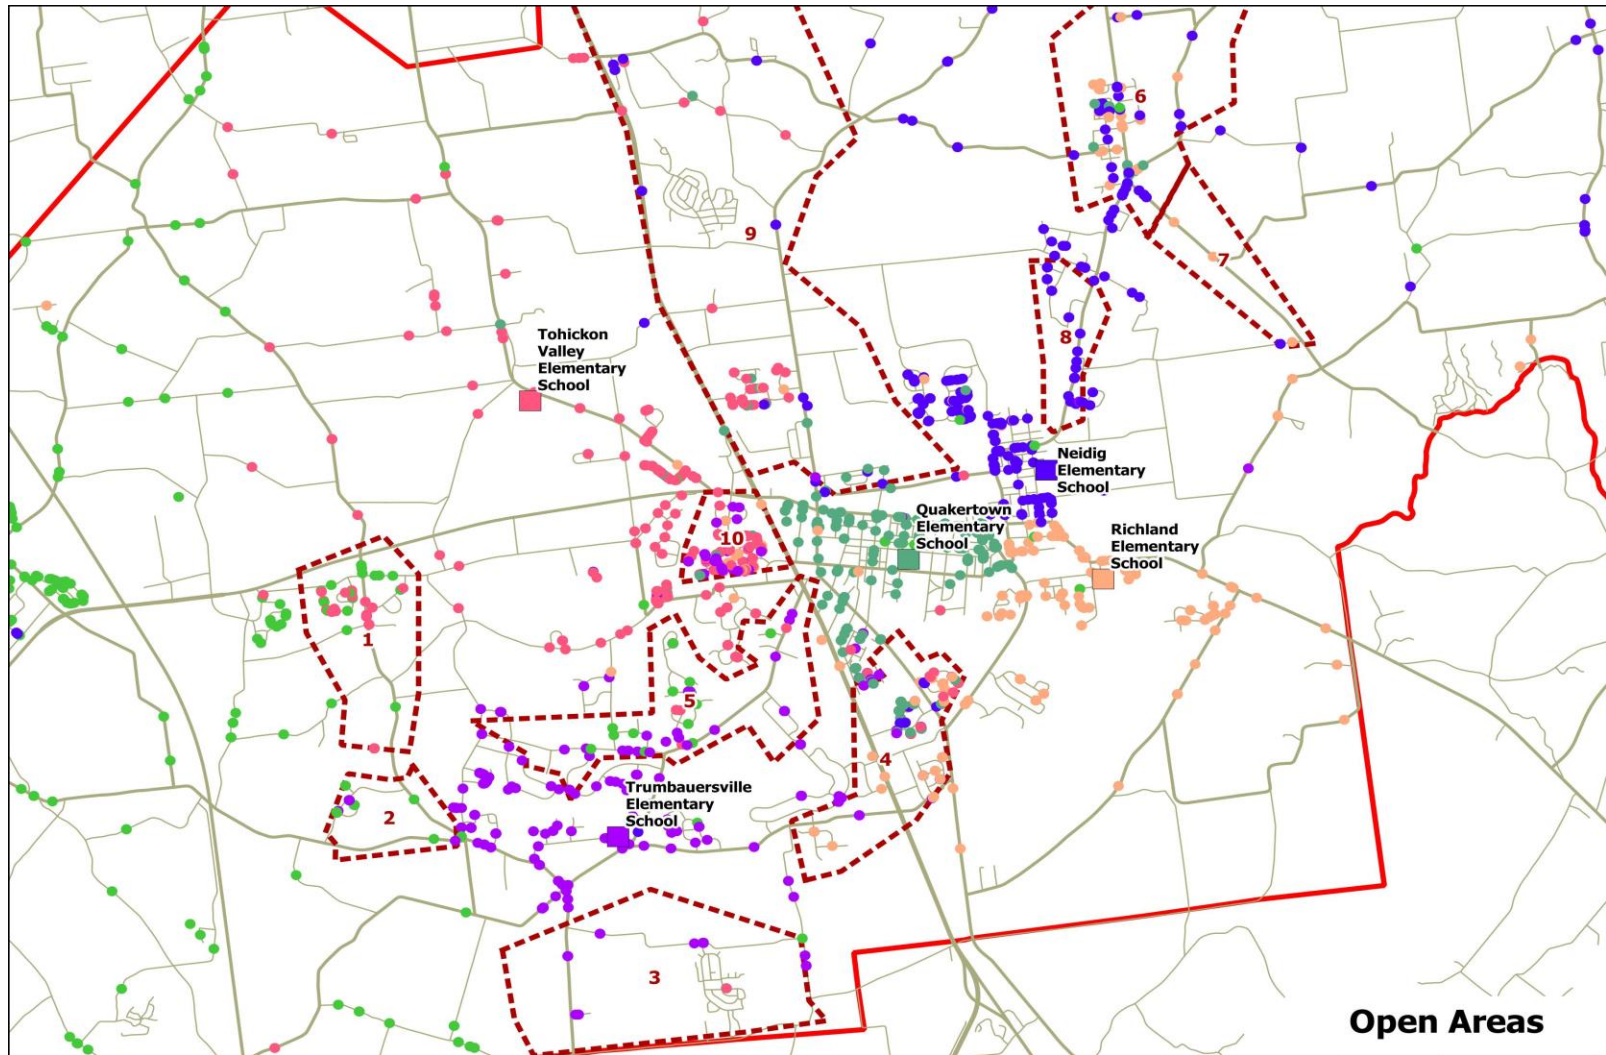 6
9
7
Tohickon
Valley
Elementary
School
8
Neidig
Elementary
School
Quakertown
Elementary
School
Richland
Elementary
School
10
1
5
4
Trumbauersville
Elementary
School
2
3
Open Areas